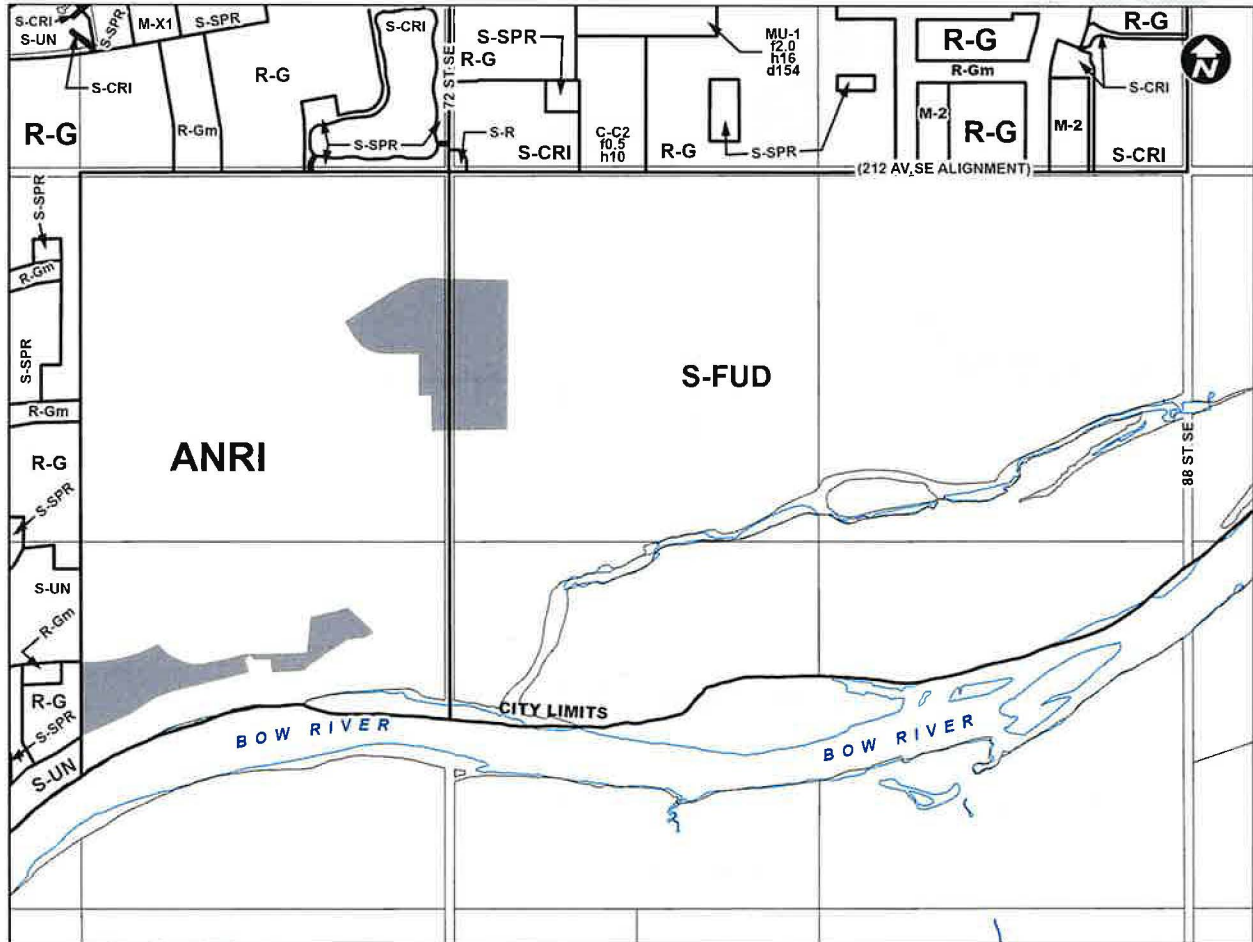 S-CRI
S-UN
S-SPR
M-X1
S-SPR
S-CRI
R-G
R-Gm
R-G
S-CRI
S-SPR
72 ST SE
R-G
S-SPR
S-R
S-CRI
C-C2
f0.5
h10
MU-1
f2.0
h16
d154
R-G
S-SPR
R-G
R-Gm
M-2
R-G
M-2
R-G
S-CRI
S-CRI
N
(212 AV SE ALIGNMENT)
S-SPR
R-Gm
S-SPR
R-Gm
R-G
S-SPR
S-UN
R-Gm
R-G
S-SPR
S-UN
ANRI
S-FUD
88 ST SE
CITY LIMITS
BOW RIVER
BOW RIVER